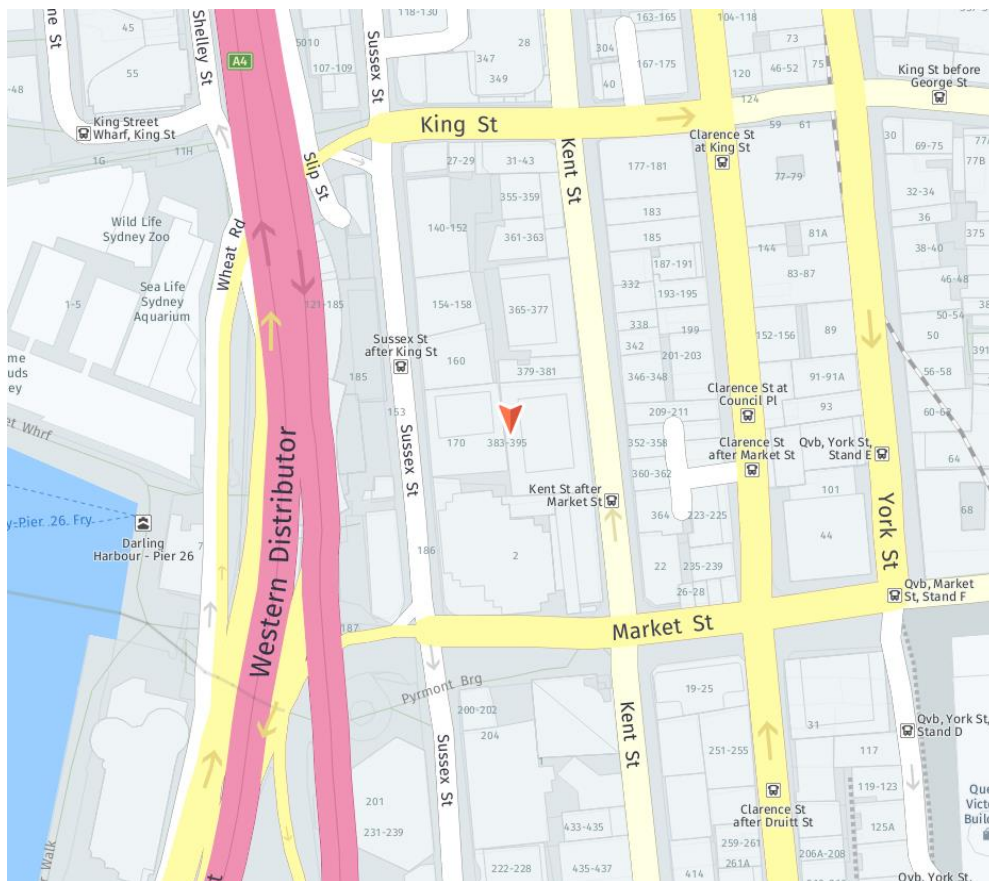 118-130
163-165
104-118
45
Shelley St
Sussex St
28
73
A4
5010
107-109
347
349
304
167-175
120
46-52
75
55
40
King St before
George St
-48
124
King Street
Wharf, King St
King St
59
61
30
Clarence St
at King St
69-75
1G
11H
Slip St
27-29
31-43
Kent St
177-181
77-79
77A
77B
355-359
32-34
Wild Life
Sydney Zoo
183
36
Wheat Rd
140-152
361-363
185
144
81A
375
38-40
187-191
83-87
46-48
Sea Life
Sydney
Aquarium
332
193-195
1-5
121-185
154-158
365-377
50-54
338
199
152-156
89
50
Sussex St
after King St
342
201-203
160
379-381
56-58
391
185
346-348
91-91A
Clarence St at
Council Pl
153
209-211
93
60-62
170
383-395
352-358
Clarence St
after Market St
Qvb, York St,
Stand E
64
Western Distributor
Sussex St
360-362
Kent St after
Market St
101
York St
68
y-Pier 26 Fry
364
223-225
44
Darling
Harbour - Pier 26
7
186
2
22
235-239
26-28
Qvb, Market
St, Stand F
187
Market St
Pyrmont Brg
19-25
200-202
204
Kent St
31
Qvb, York St,
Stand D
251-255
117
Sussex St
1
119-123
201
Clarence St
after Druitt St
125A
231-239
433-435
259-261
261A
206A-208
222-228
435-437
414
Qvb, York St,